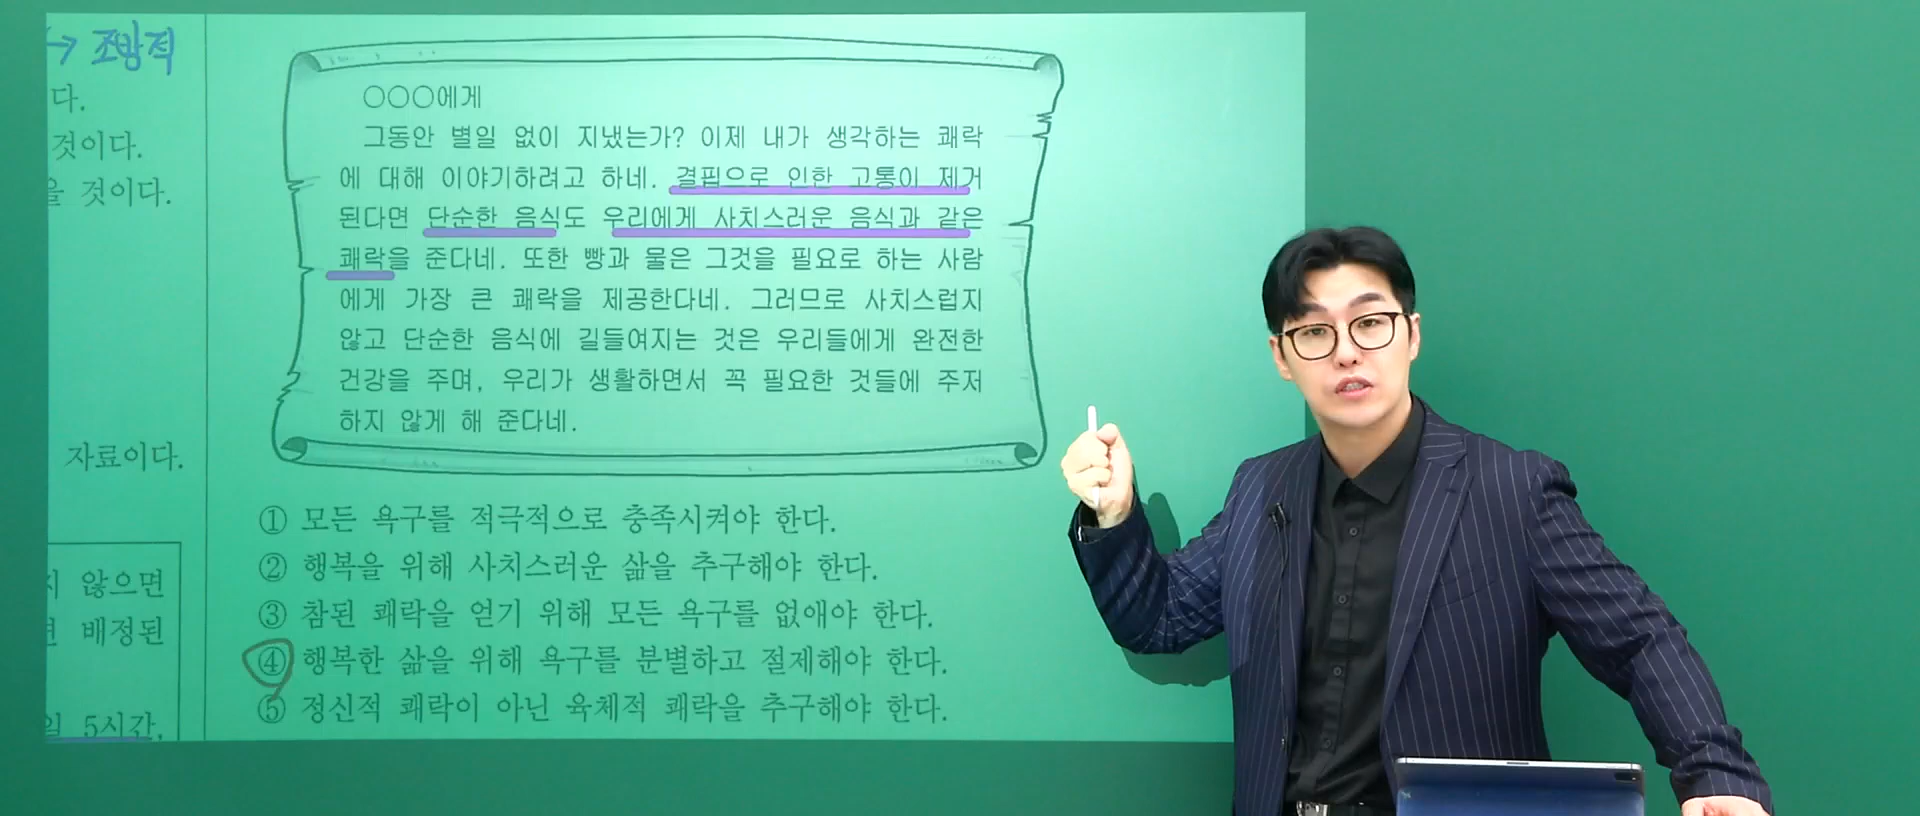 → 조방적
다.
것이다.
을 것이다.
자료이다.
지 않으면
배정된
일 5시간,
○○○에게
그동안 별일 없이 지냈는가? 이제 내가 생각하는 쾌락
에 대해 이야기하려고 하네. 결핍으로 인한 고통이 제거
된다면 단순한 음식도 우리에게 사치스러운 음식과 같은
쾌락을 준다네. 또한 빵과 물은 그것을 필요로 하는 사람
에게 가장 큰 쾌락을 제공한다네. 그러므로 사치스럽지
않고 단순한 음식에 길들여지는 것은 우리들에게 완전한
건강을 주며, 우리가 생활하면서 꼭 필요한 것들에 주저
하지 않게 해 준다네.
① 모든 욕구를 적극적으로 충족시켜야 한다.
② 행복을 위해 사치스러운 삶을 추구해야 한다.
③ 참된 쾌락을 얻기 위해 모든 욕구를 없애야 한다.
④ 행복한 삶을 위해 욕구를 분별하고 절제해야 한다.
⑤ 정신적 쾌락이 아닌 육체적 쾌락을 추구해야 한다.